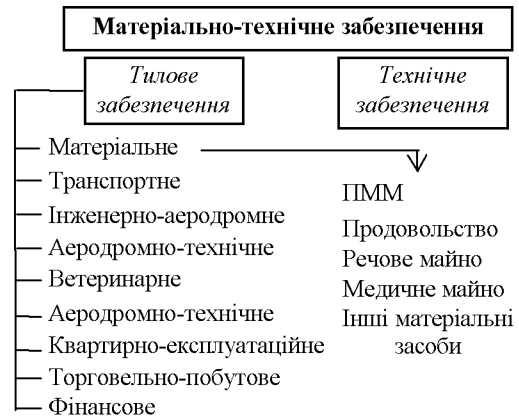 Матеріально-технічне забезпечення
Тилове
забезпечення
Технічне
забезпечення
Матеріальне
Транспортне
Інженерно-аеродромне
Аеродромно-технічне
Ветеринарне
Аеродромно-технічне
Квартирно-експлуатаційне
Торговельно-побутове
Фінансове
ПММ
Продовольство
Речове майно
Медичне майно
Інші матеріальні
засоби